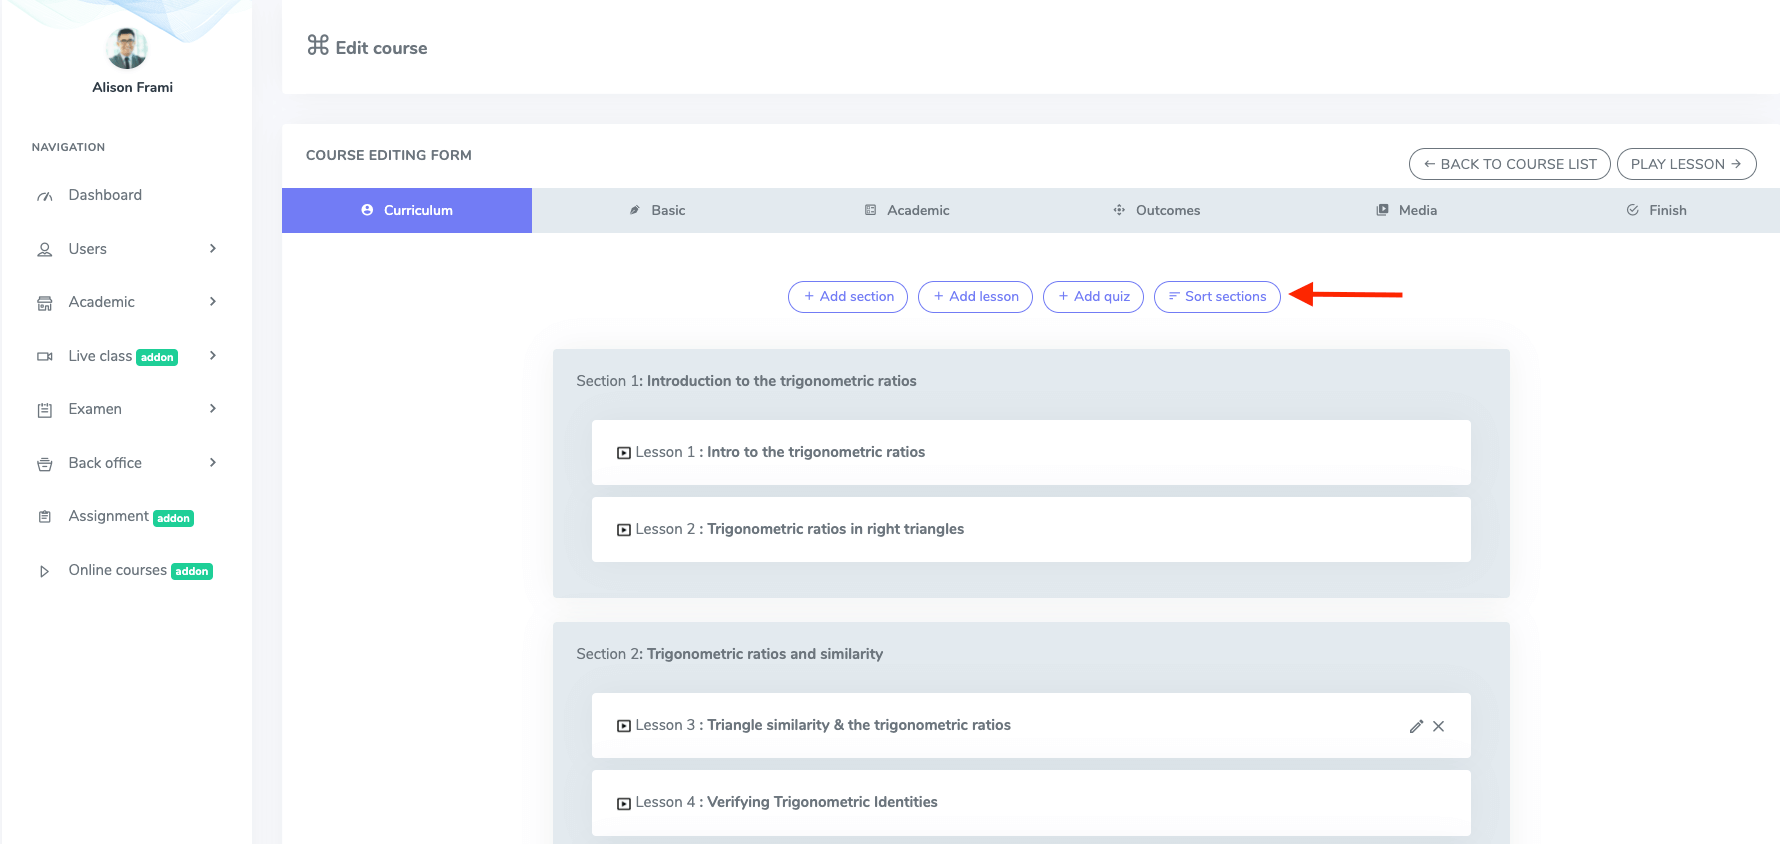 Alison Frami
NAVIGATION
Dashboard
Users
Academic
Live class addon
Examen
Back office
Assignment addon
Online courses addon
Edit course
COURSE EDITING FORM
← BACK TO COURSE LIST
PLAY LESSON →
Curriculum
Basic
Academic
Outcomes
Media
Finish
+ Add section
+ Add lesson
+ Add quiz
Sort sections
Section 1: Introduction to the trigonometric ratios
Lesson 1 : Intro to the trigonometric ratios
Lesson 2 : Trigonometric ratios in right triangles
Section 2: Trigonometric ratios and similarity
Lesson 3 : Triangle similarity & the trigonometric ratios
Lesson 4 : Verifying Trigonometric Identities